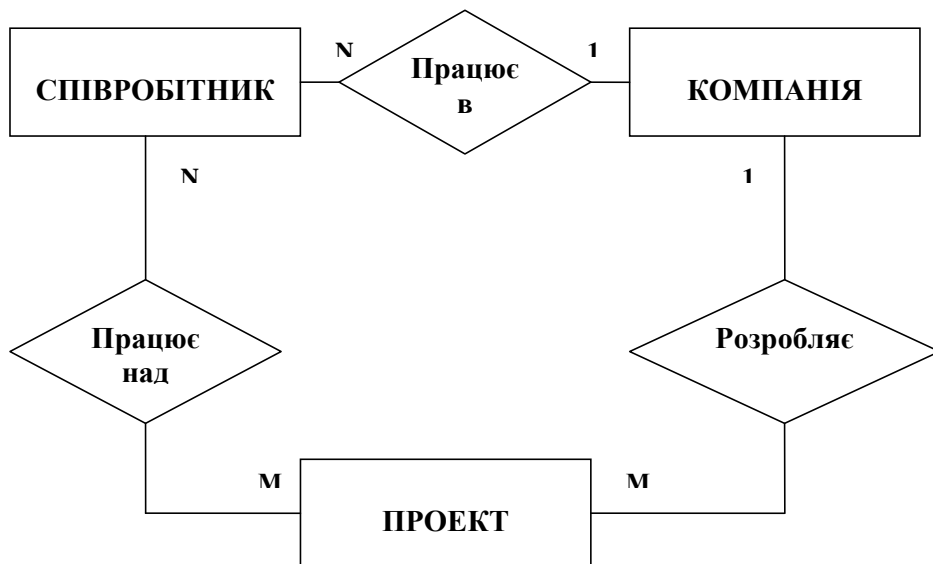 N
1
СПІВРОБІТНИК
Працює
в
КОМПАНІЯ
N
1
Працює
над
Розробляє
М
М
ПРОЕКТ